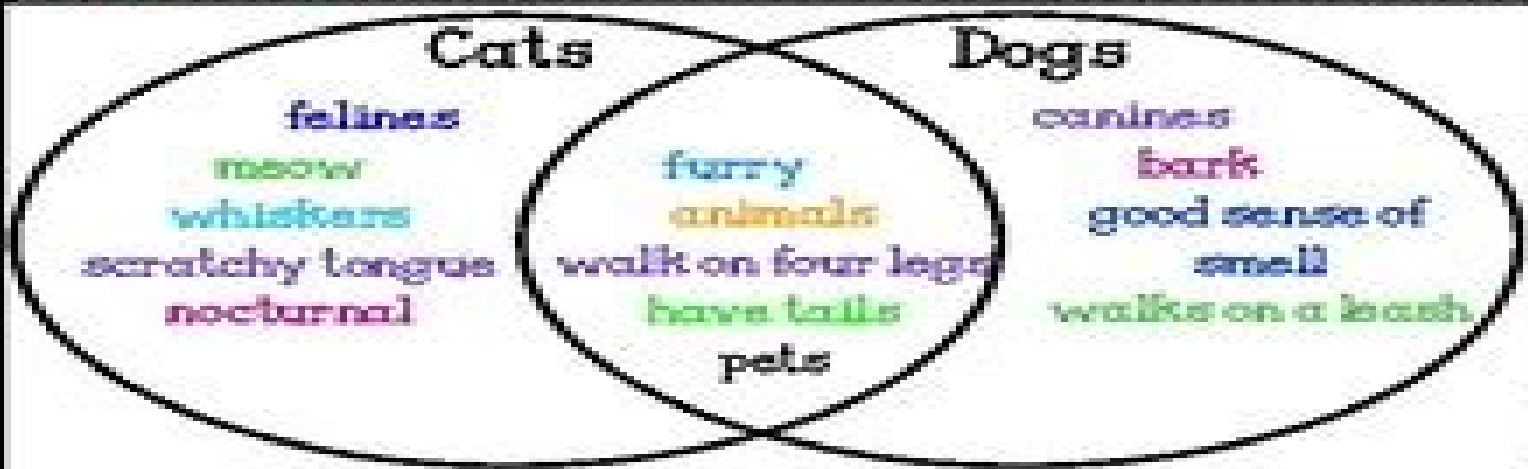 Cats
felines
meow
whiskers
scratchy tongue
nocturnal
furry
animals
walk on four legs
have tails
pets
Dogs
canines
bark
good sense of
smell
walks on a leash